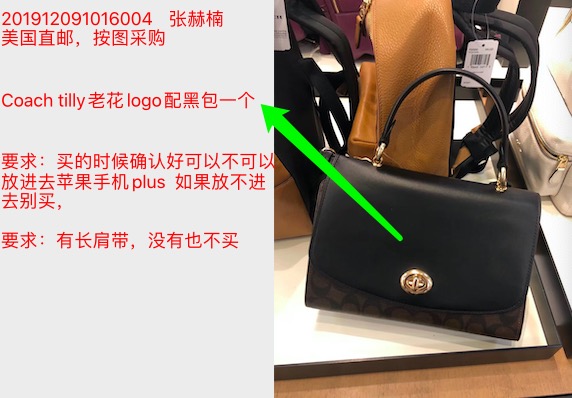 201912091016004 张赫楠
美国直邮，按图采购
Coach tilly老花logo配黑包一个
要求：买的时候确认好可以不可以
放进去苹果手机plus 如果放不进
去别买，
要求：有长肩带，没有也不买